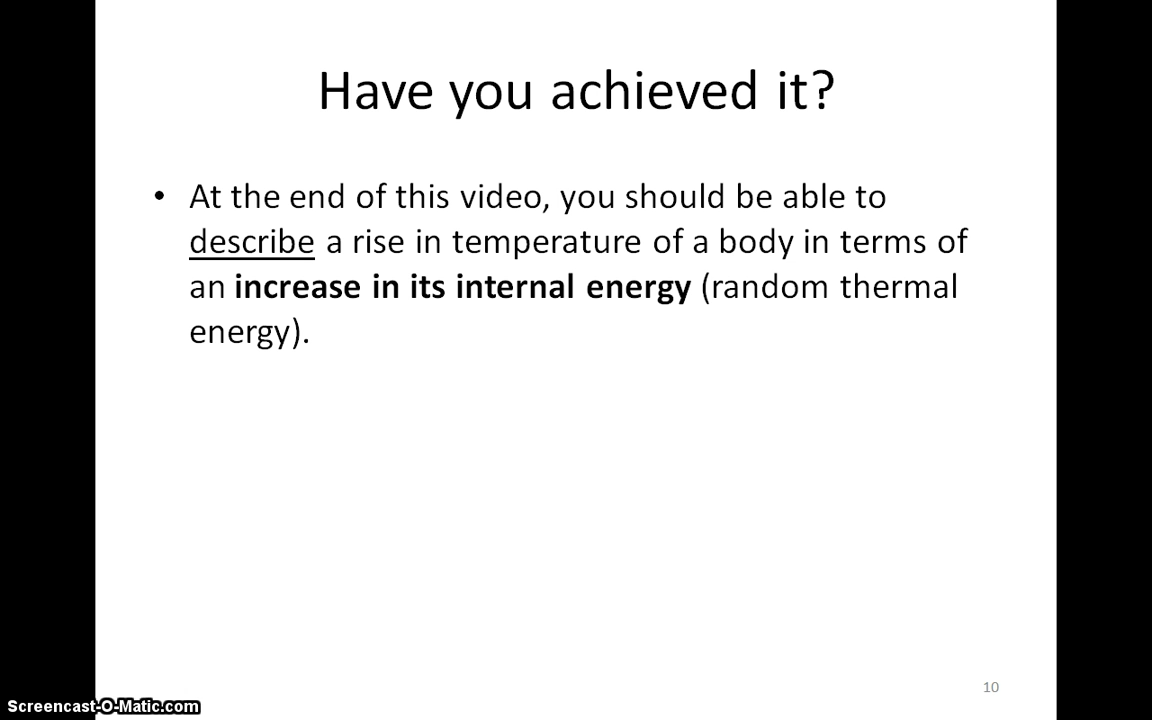 Have you achieved it?
• At the end of this video, you should be able to
describe a rise in temperature of a body in terms of
an increase in its internal energy (random thermal
energy).
10
Screencast-O-Matic.com